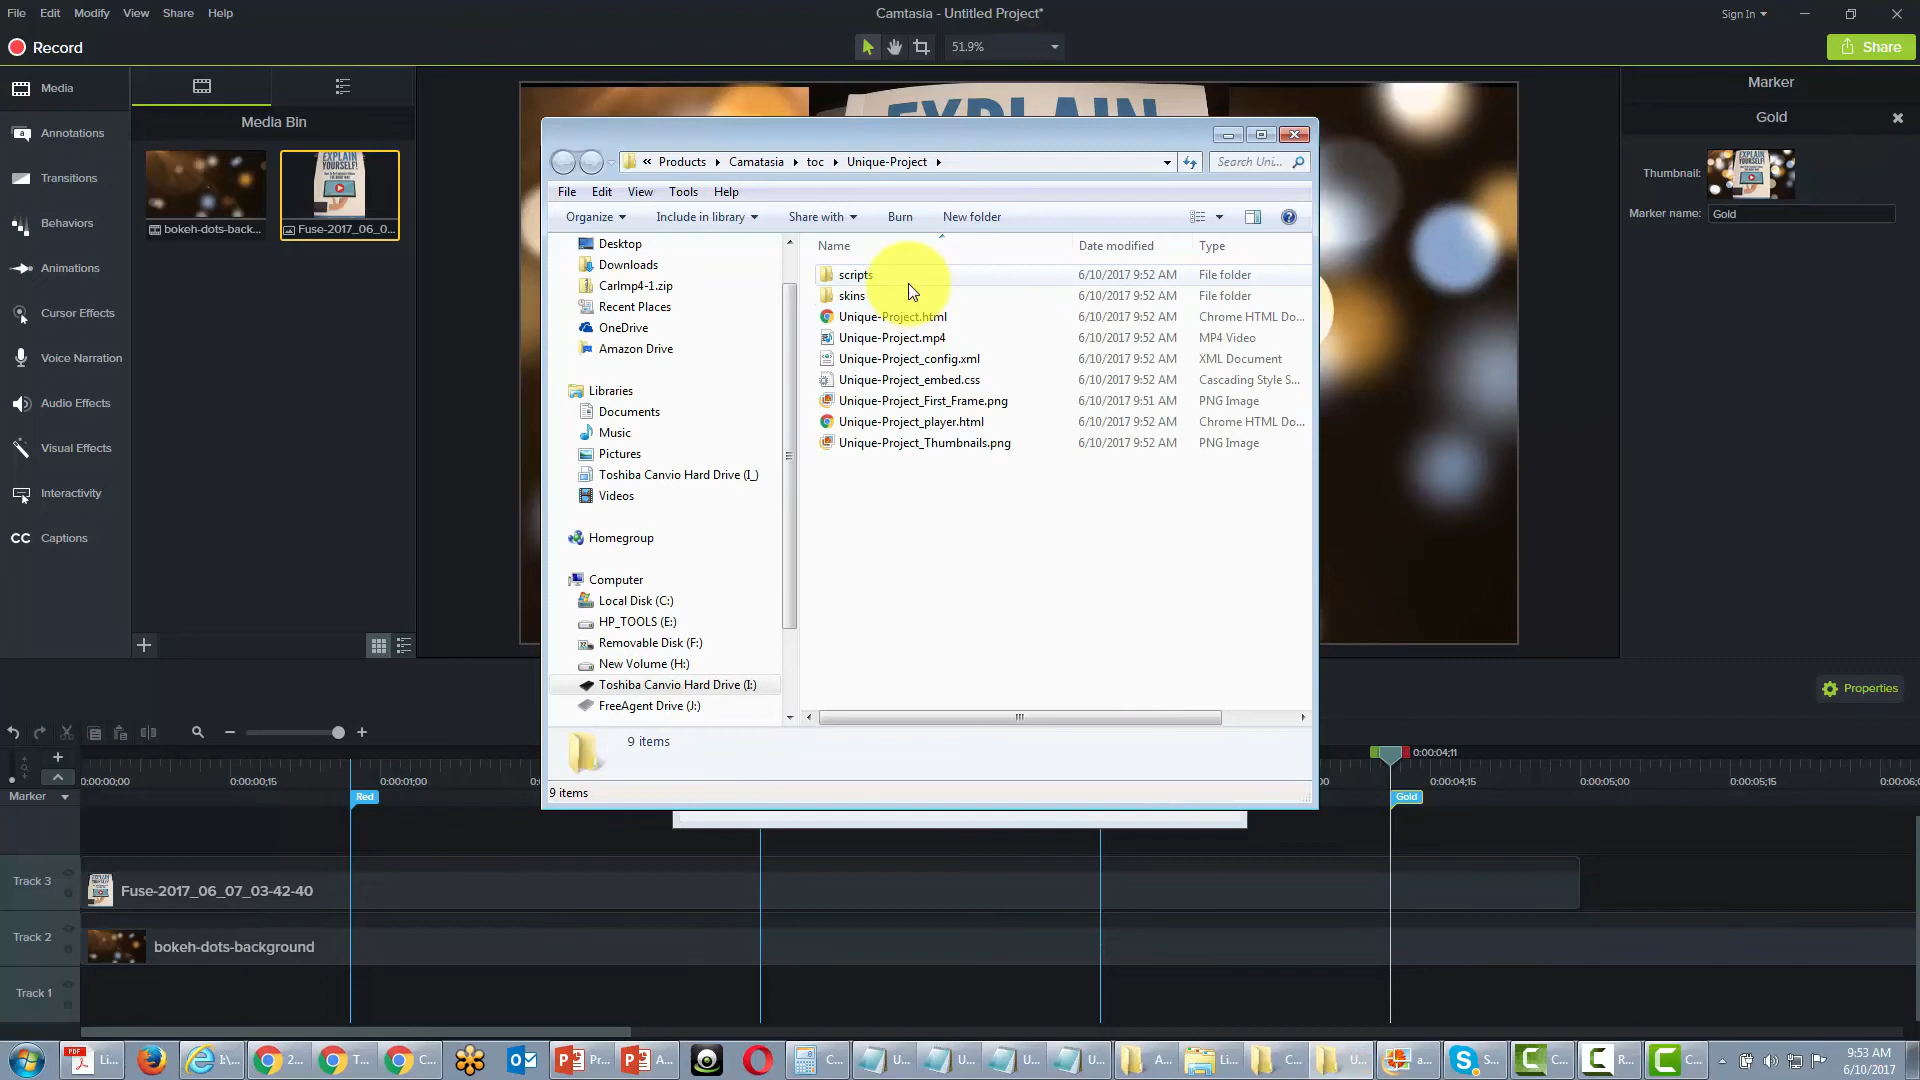 File Edit Modify View Share Help
Camtasia - Untitled Project*
Sign In
Record
51.9%
Share
Media
Annotations
Transitions
Behaviors
Animations
Cursor Effects
Voice Narration
Audio Effects
Visual Effects
Interactivity
CC Captions
Media Bin
bokeh-dots-back...
EXPLAIN
YOURSELF!
Fuse-2017_06_0...
EXPLAIN
Marker
Gold
Thumbnail:
Marker name: Gold
« Products Camatasia toc Unique-Project
Search Uni...
File Edit View Tools Help
Organize Include in library Share with Burn New folder
Desktop
Downloads
Carlmp4-1.zip
Recent Places
OneDrive
Amazon Drive
Libraries
Documents
Music
Pictures
Toshiba Canvio Hard Drive (I_)
Videos
Homegroup
Computer
Local Disk (C:)
HP_TOOLS (E:)
Removable Disk (F:)
New Volume (H:)
Toshiba Canvio Hard Drive (I:)
FreeAgent Drive (J:)
Name Date modified Type
scripts 6/10/2017 9:52 AM File folder
skins 6/10/2017 9:52 AM File folder
Unique-Project.html 6/10/2017 9:52 AM Chrome HTML Do...
Unique-Project.mp4 6/10/2017 9:52 AM MP4 Video
Unique-Project_config.xml 6/10/2017 9:52 AM XML Document
Unique-Project_embed.css 6/10/2017 9:52 AM Cascading Style S...
Unique-Project_First_Frame.png 6/10/2017 9:51 AM PNG Image
Unique-Project_player.html 6/10/2017 9:52 AM Chrome HTML Do...
Unique-Project_Thumbnails.png 6/10/2017 9:52 AM PNG Image
9 items
9 items
Properties
0:00:04;11
0:00:00;00 0:00:00;15 0:00:01;00 0:00:04;15 0:00:05;00 0:00:05;15
Marker
Red
Gold
Track 3
Fuse-2017_06_07_03-42-40
Track 2
bokeh-dots-background
Track 1
PDF Li... I:\... 2... T... C... Pr... A... C... U... U... U... U... A... Li... C... U... a... S... C... R... C...
9:53 AM
6/10/2017